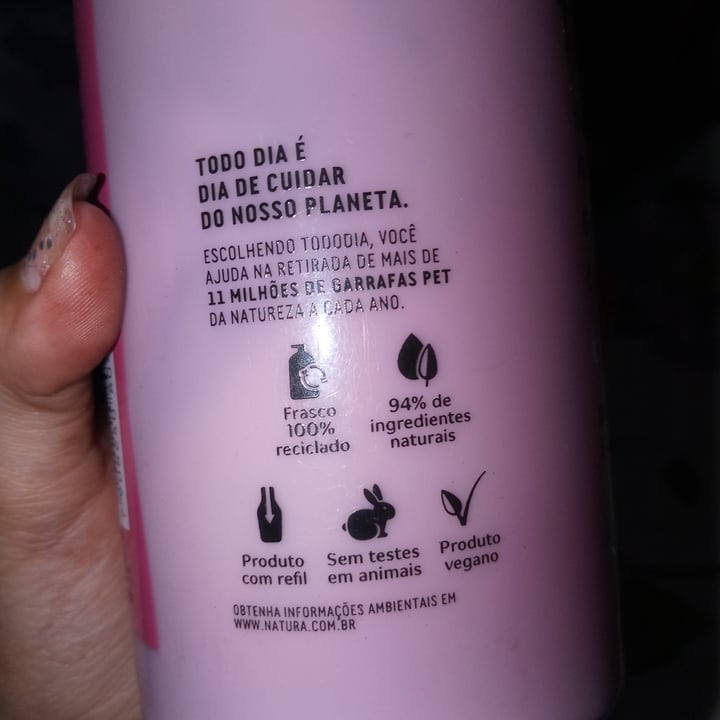 TODO DIA É
DIA DE CUIDAR
DO NOSSO PLANETA.
ESCOLHENDO TODODIA, VOCÊ
AJUDA NA RETIRADA DE MAIS DE
11 MILHÕES DE GARRAFAS PET
DA NATUREZA A CADA ANO.
Frasco
100%
reciclado
94% de
ingredientes
naturais
Produto
com refil
Sem testes
em animais
Produto
vegano
OBTENHA INFORMAÇÕES AMBIENTAIS EM
WWW.NATURA.COM.BR